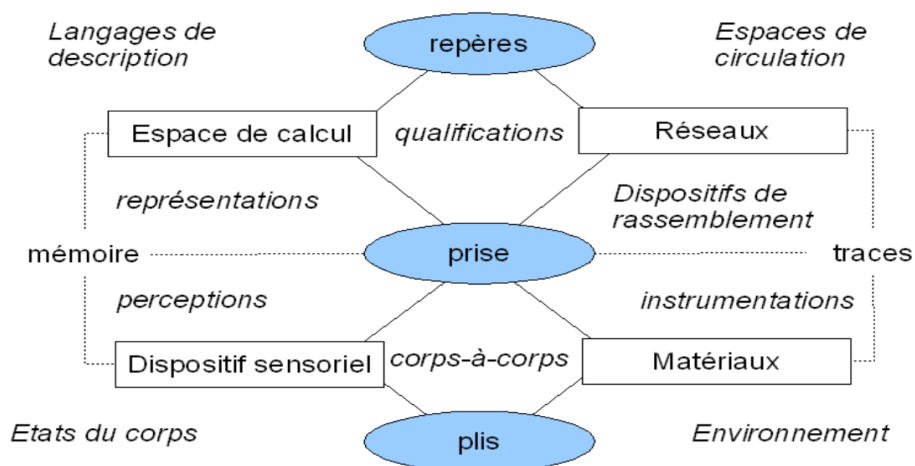 Langages de
description
repères
Espaces de
circulation
Espace de calcul
qualifications
Réseaux
représentations
Dispositifs de
rassemblement
mémoire
prise
traces
perceptions
instrumentations
Dispositif sensoriel
corps-à-corps
Matériaux
Etats du corps
plis
Environnement